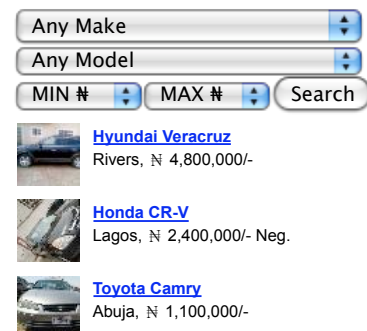 Any Make
Any Model
MIN ₦ MAX ₦ Search
Hyundai Veracruz
Rivers, ₦ 4,800,000/-
Honda CR-V
Lagos, ₦ 2,400,000/- Neg.
Toyota Camry
Abuja, ₦ 1,100,000/-